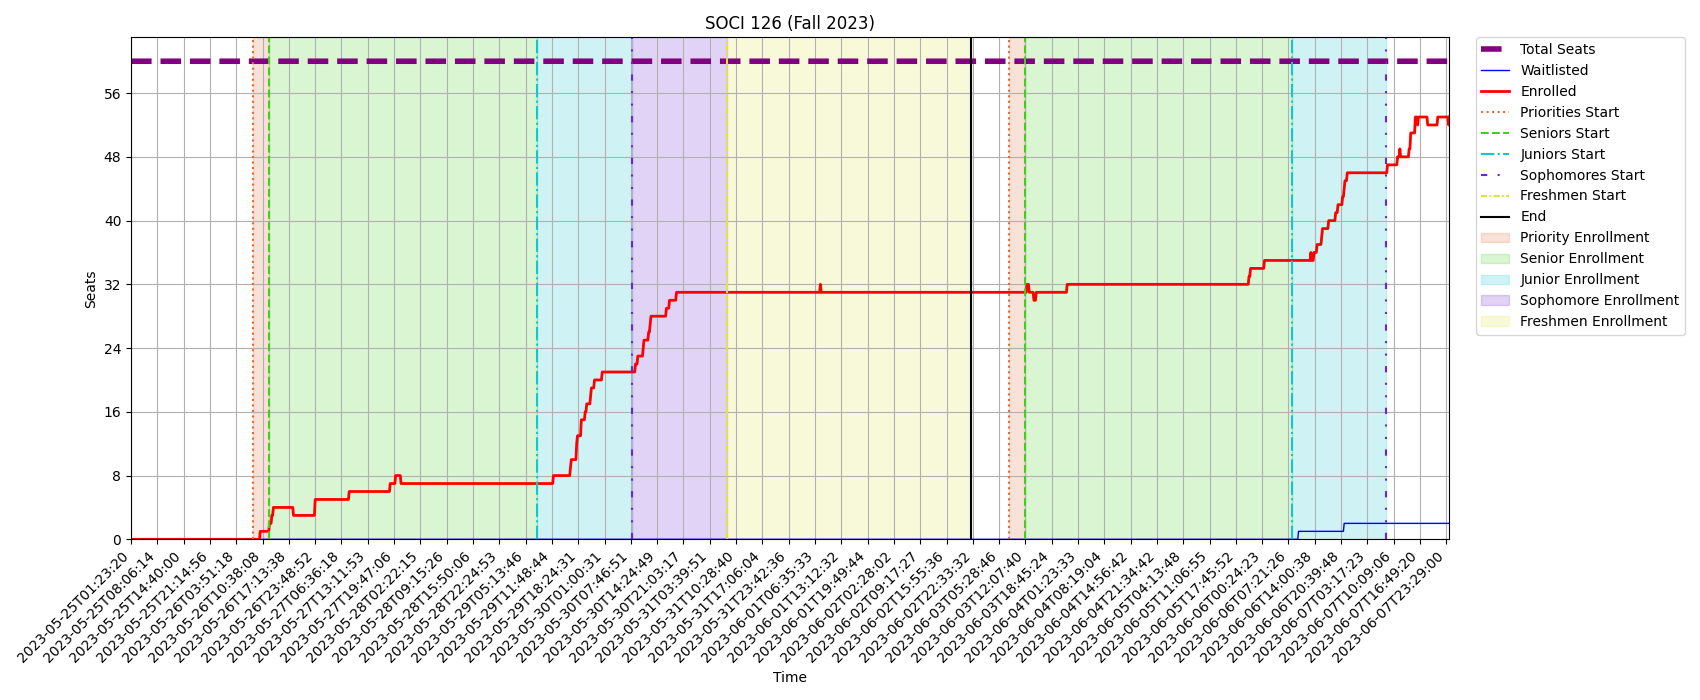 SOCI 126 (Fall 2023)
Seats
56
48
40
32
24
16
8
0
2023-05-25T01:23:20
2023-05-25T08:06:14
2023-05-25T14:40:00
2023-05-25T21:14:56
2023-05-26T03:51:18
2023-05-26T10:38:08
2023-05-26T17:13:38
2023-05-26T23:48:52
2023-05-27T06:36:18
2023-05-27T13:11:53
2023-05-27T19:47:06
2023-05-28T02:22:15
2023-05-28T09:15:26
2023-05-28T15:50:06
2023-05-28T22:24:53
2023-05-29T05:13:46
2023-05-29T11:48:44
2023-05-29T18:24:31
2023-05-30T01:00:31
2023-05-30T07:46:51
2023-05-30T14:24:49
2023-05-30T21:03:17
2023-05-31T03:39:51
2023-05-31T10:28:40
2023-05-31T17:06:04
2023-05-31T23:42:36
2023-06-01T06:35:33
2023-06-01T13:12:32
2023-06-01T19:49:44
2023-06-02T02:28:02
2023-06-02T09:17:27
2023-06-02T15:55:36
2023-06-02T22:33:32
2023-06-03T05:28:46
2023-06-03T12:07:40
2023-06-03T18:45:24
2023-06-04T01:23:33
2023-06-04T08:19:04
2023-06-04T14:56:42
2023-06-04T21:34:42
2023-06-05T04:13:48
2023-06-05T11:06:55
2023-06-05T17:45:52
2023-06-06T00:24:23
2023-06-06T07:21:26
2023-06-06T14:00:38
2023-06-06T20:39:48
2023-06-07T03:17:23
2023-06-07T10:09:06
2023-06-07T16:49:20
2023-06-07T23:29:00
Time
Total Seats
Waitlisted
Enrolled
Priorities Start
Seniors Start
Juniors Start
Sophomores Start
Freshmen Start
End
Priority Enrollment
Senior Enrollment
Junior Enrollment
Sophomore Enrollment
Freshmen Enrollment